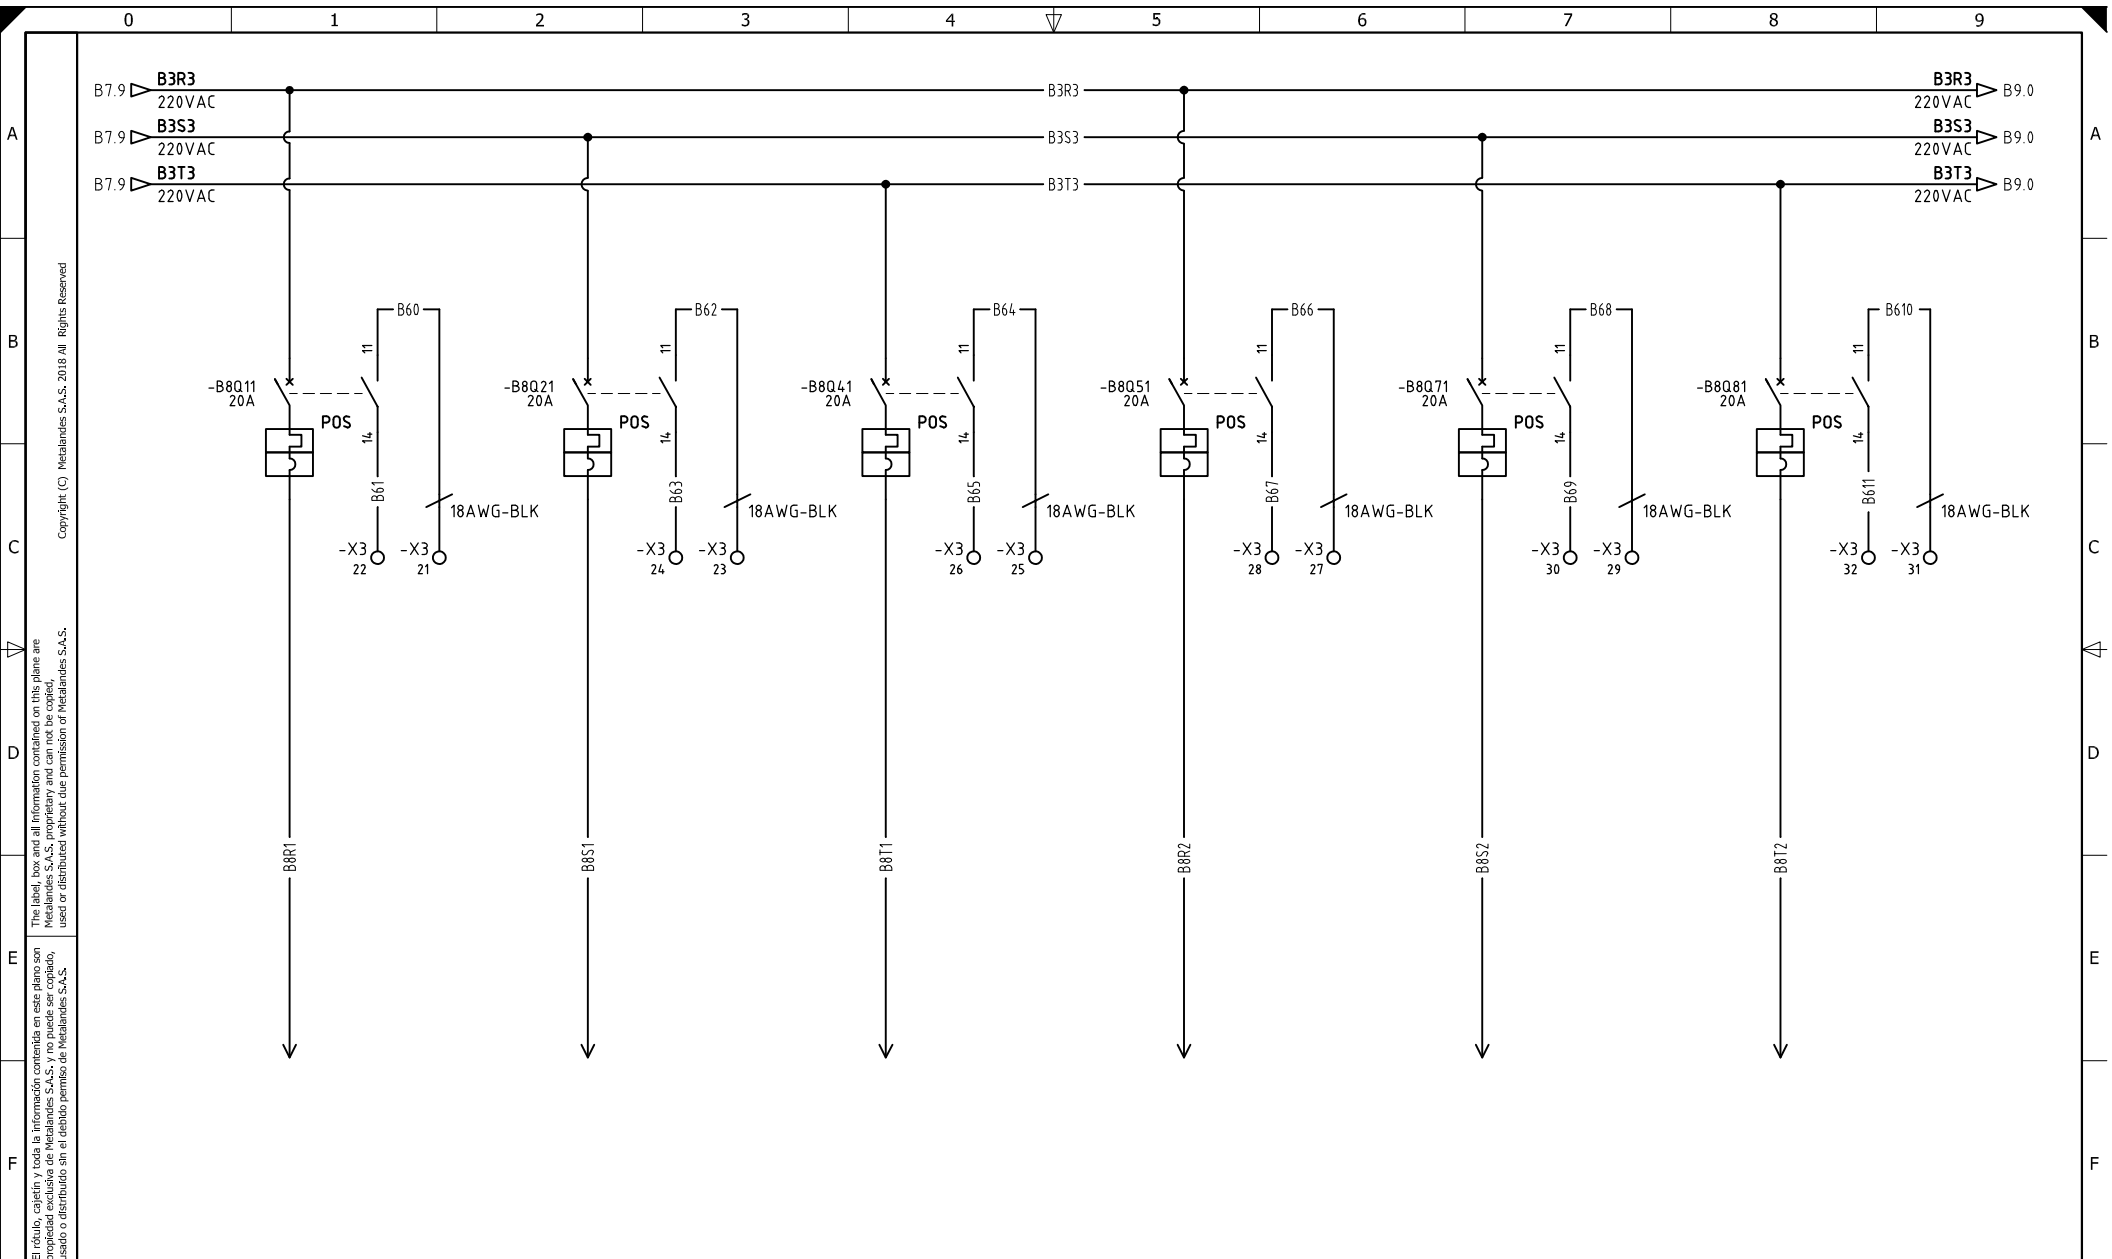 0 1 2 3 4 5 6 7 8 9
B7.9 B3R3 B3R3 B3R3 B9.0
220VAC 220VAC
A B7.9 B3S3 B3S3 B3S3 B9.0 A
220VAC 220VAC
B7.9 B3T3 B3T3 B3T3 B9.0
220VAC 220VAC
B60 B62 B64 B66 B68 B610
B B
11 11 11 11 11 11
-B8Q11 -B8Q21 -B8Q41 -B8Q51 -B8Q71 -B8Q81
20A 20A 20A 20A 20A 20A
POS POS POS POS POS POS
14 14 14 14 14 14
B61 B63 B65 B67 B69 B611
18AWG-BLK 18AWG-BLK 18AWG-BLK 18AWG-BLK 18AWG-BLK 18AWG-BLK
C C
-X3 -X3 -X3 -X3 -X3 -X3 -X3 -X3 -X3 -X3 -X3 -X3
22 21 24 23 26 25 28 27 30 29 32 31
D D
B8R1 B8S1 B8T1 B8R2 B8S2 B8T2
E E
F F
Copyright (C) Metalandes S.A.S. 2018 All Rights Reserved
The label, box and all information contained on this plane are
Metalandes S.A.S. proprietary and can not be copied,
used or distributed without due permission of Metalandes S.A.S.
El rótulo, cajetín y toda la información contenida en este plano son
propiedad exclusiva de Metalandes S.A.S. y no puede ser copiado,
usado o distribuido sin el debido permiso de Metalandes S.A.S.